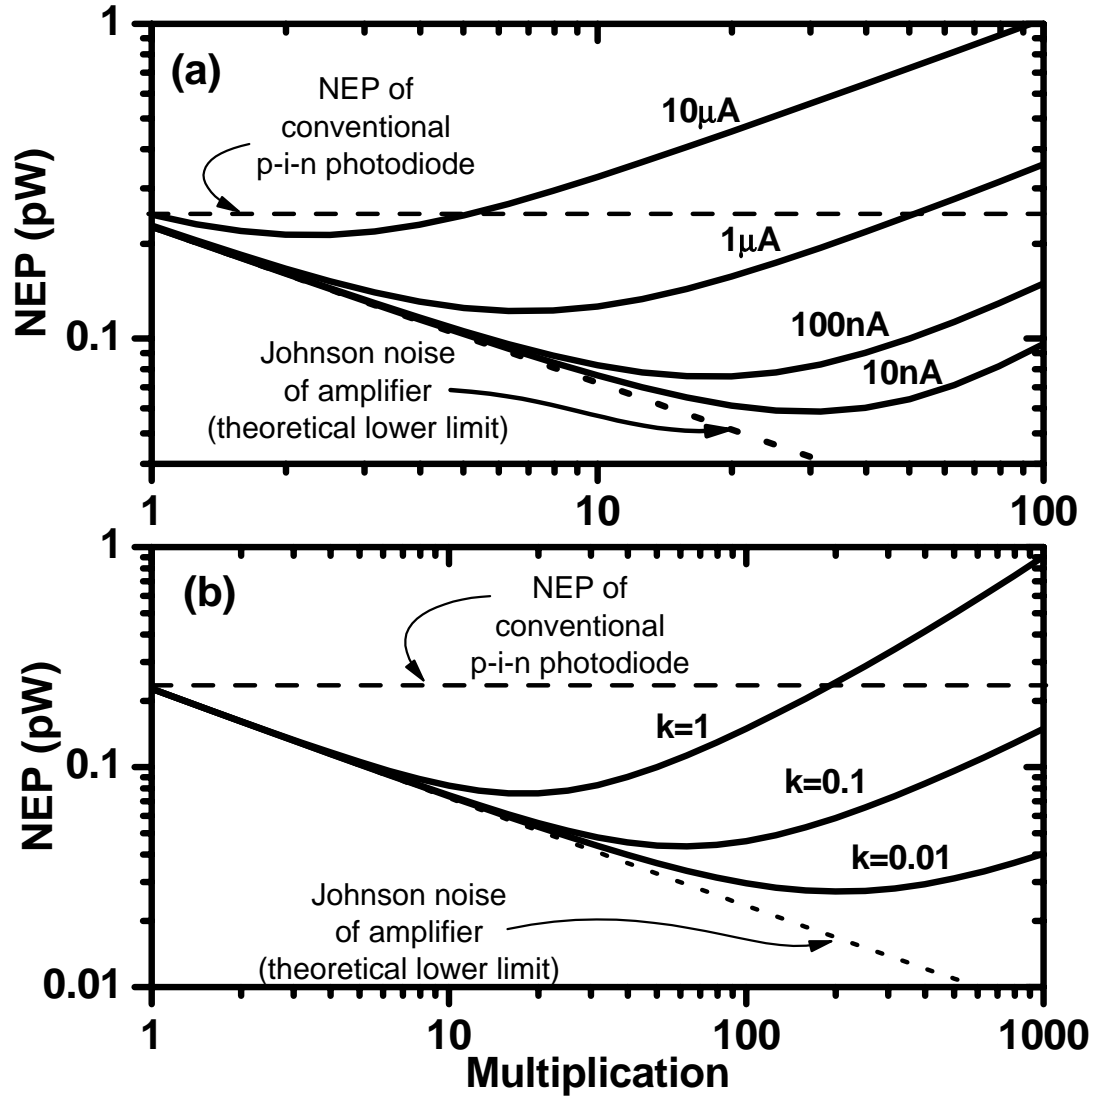 1
(a)
NEP of
conventional
p-i-n photodiode
10μA
1μA
100nA
10nA
0.1
Johnson noise
of amplifier
(theoretical lower limit)
NEP (pW)
1
10
100
1
(b)
NEP of
conventional
p-i-n photodiode
k=1
k=0.1
k=0.01
0.1
Johnson noise
of amplifier
(theoretical lower limit)
0.01
NEP (pW)
1
10
100
1000
Multiplication